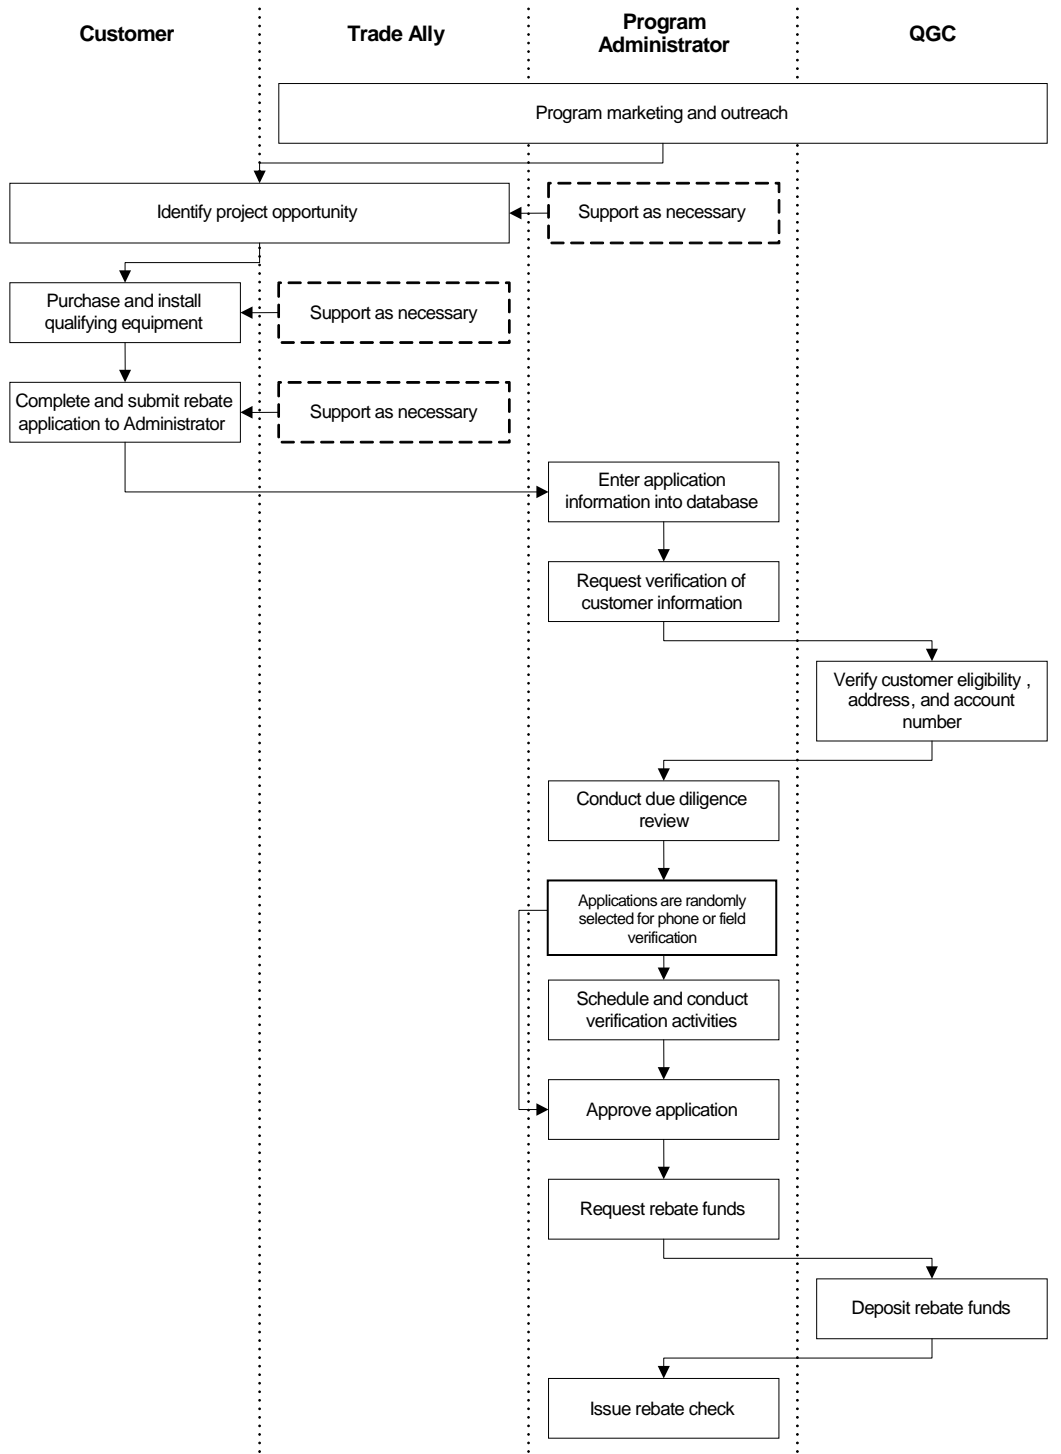 Customer
Trade Ally
Program
Administrator
QGC
Program marketing and outreach
Identify project opportunity
Support as necessary
Purchase and install
qualifying equipment
Support as necessary
Complete and submit rebate
application to Administrator
Support as necessary
Enter application
information into database
Request verification of
customer information
Verify customer eligibility ,
address, and account
number
Conduct due diligence
review
Applications are randomly
selected for phone or field
verification
Schedule and conduct
verification activities
Approve application
Request rebate funds
Deposit rebate funds
Issue rebate check